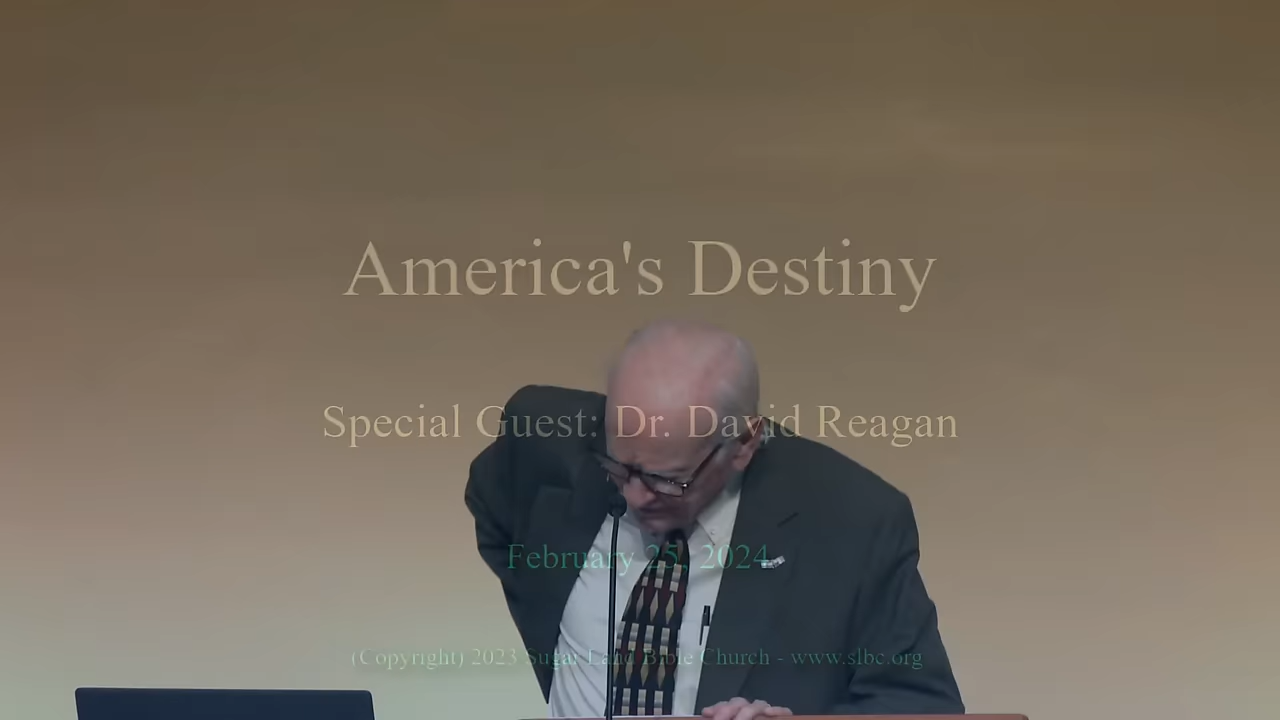 America's Destiny
Special Guest: Dr. David Reagan
February 25, 2024
(Copyright) 2023 Sugar Land Bible Church - www.slbc.org